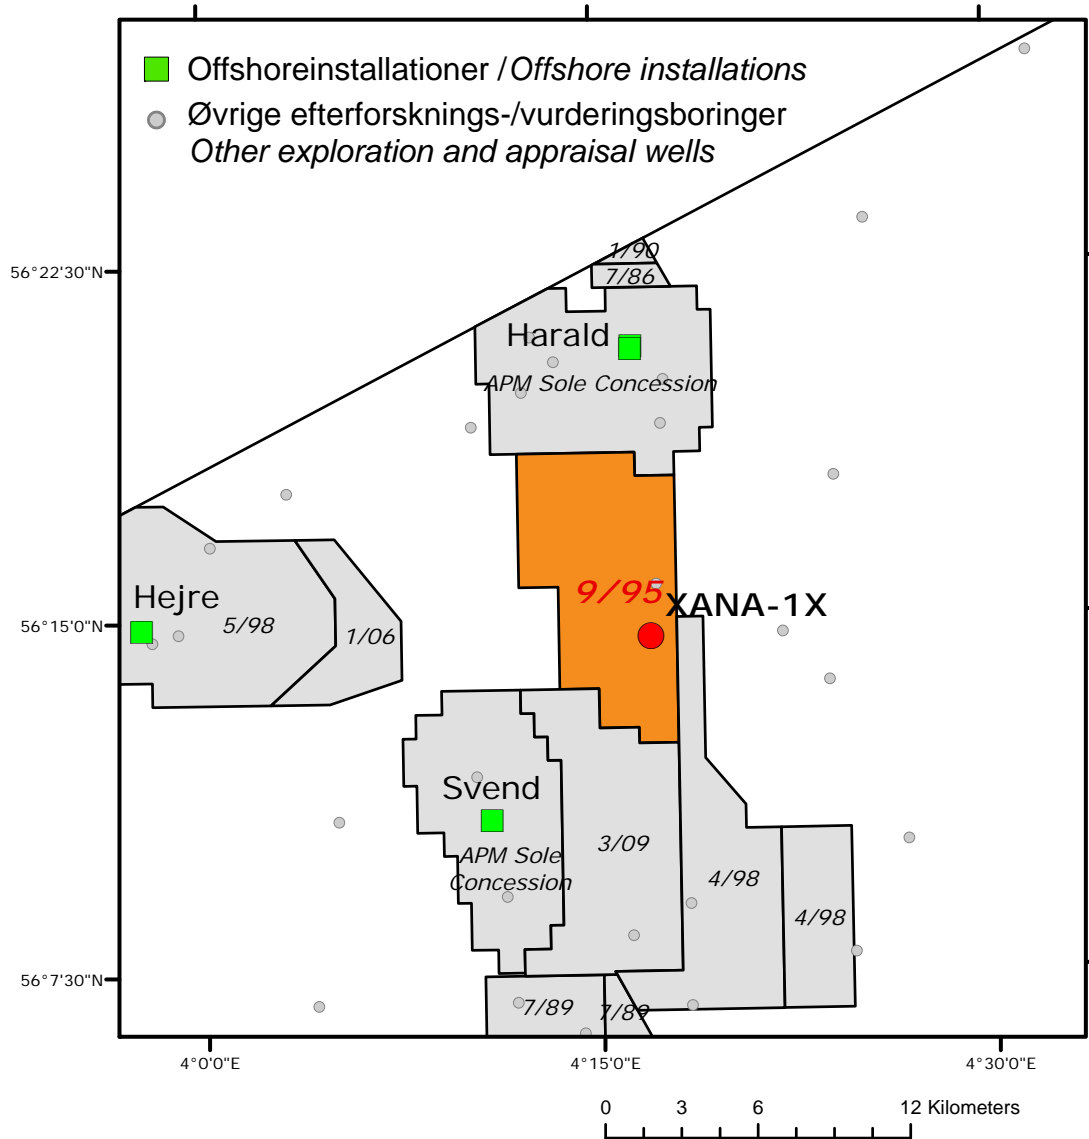 Offshoreinstallationer / Offshore installations
Øvrige efterforsknings-/vurderingsboringer
Other exploration and appraisal wells
1/90
56°22'30"N
7/86
Harald
APM Sole Concession
9/95
XANA-1X
Hejre
56°15'0"N
5/98
1/06
Svend
APM Sole
Concession
3/09
4/98
4/98
56°7'30"N
7/89
7/89
4°0'0"E
4°15'0"E
4°30'0"E
0
3
6
12 Kilometers